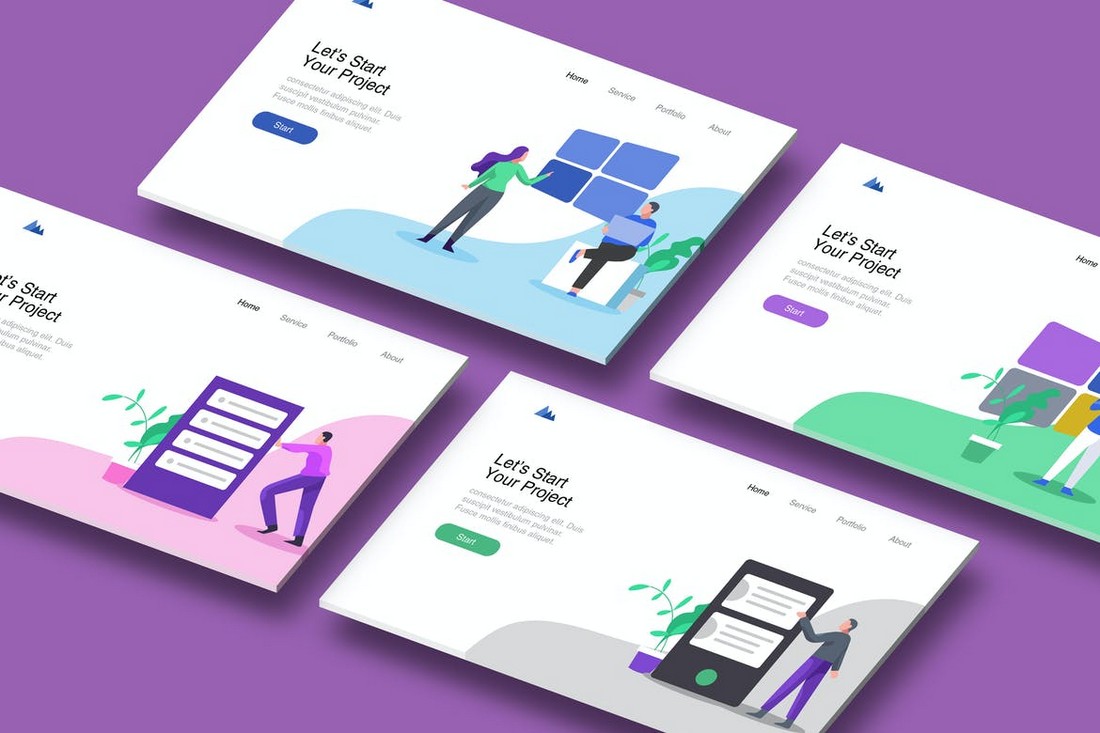 Let's Start
Your Project
consectetur adipiscing elit. Duis
suscipit vestibulum pulvinar.
Fusce mollis finibus aliquet.
Start
Home
Service
Portfolio
About
Let's Start
Your Project
consectetur adipiscing elit. Duis
suscipit vestibulum pulvinar.
Fusce mollis finibus aliquet.
Start
Home
Start
Project
adipiscing elit. Duis
vestibulum pulvinar.
finibus aliquet.
Home
Service
Portfolio
About
Let's Start
Your Project
consectetur adipiscing elit. Duis
suscipit vestibulum pulvinar.
Fusce mollis finibus aliquet.
Start
Home
Service
Portfolio
About